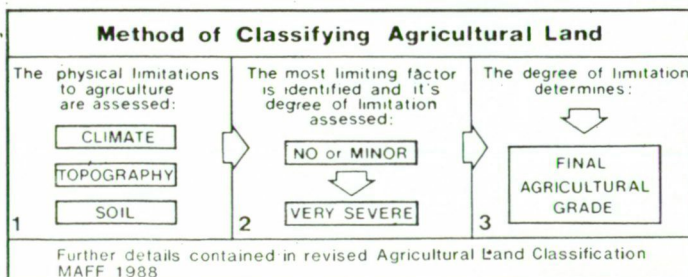 Method of Classifying Agricultural Land
The physical limitations
to agriculture
are assessed:
CLIMATE
TOPOGRAPHY
SOIL
1
The most limiting factor
is identified and it's
degree of limitation
assessed:
NO or MINOR
VERY SEVERE
2
The degree of limitation
determines:
FINAL
AGRICULTURAL
GRADE
3
Further details contained in revised Agricultural Land Classification
MAFF 1988